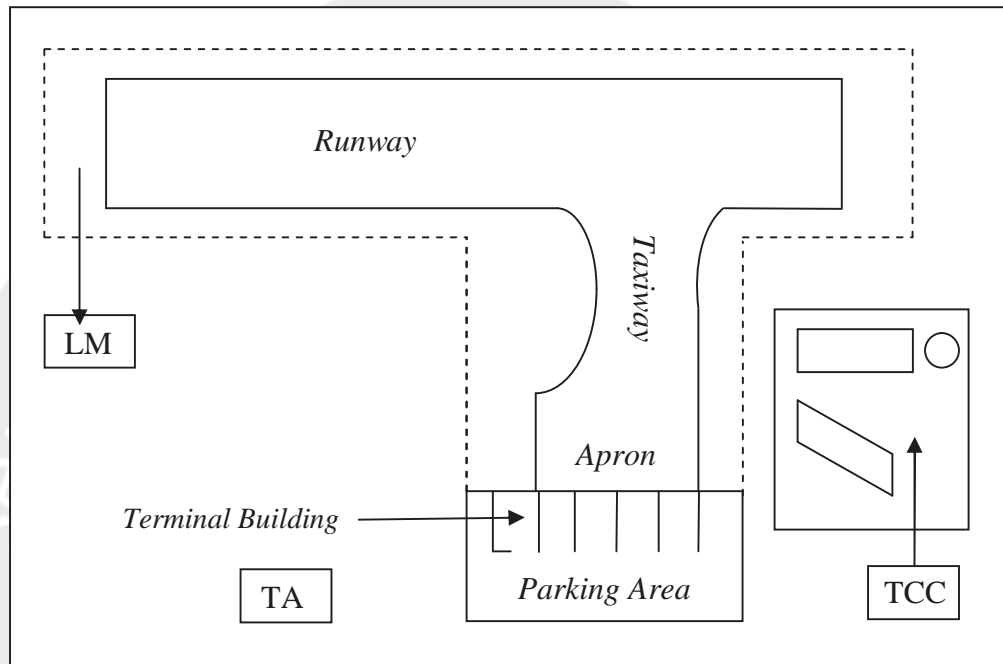 Runway
Taxiway
LM
Apron
Terminal Building
TA
Parking Area
TCC